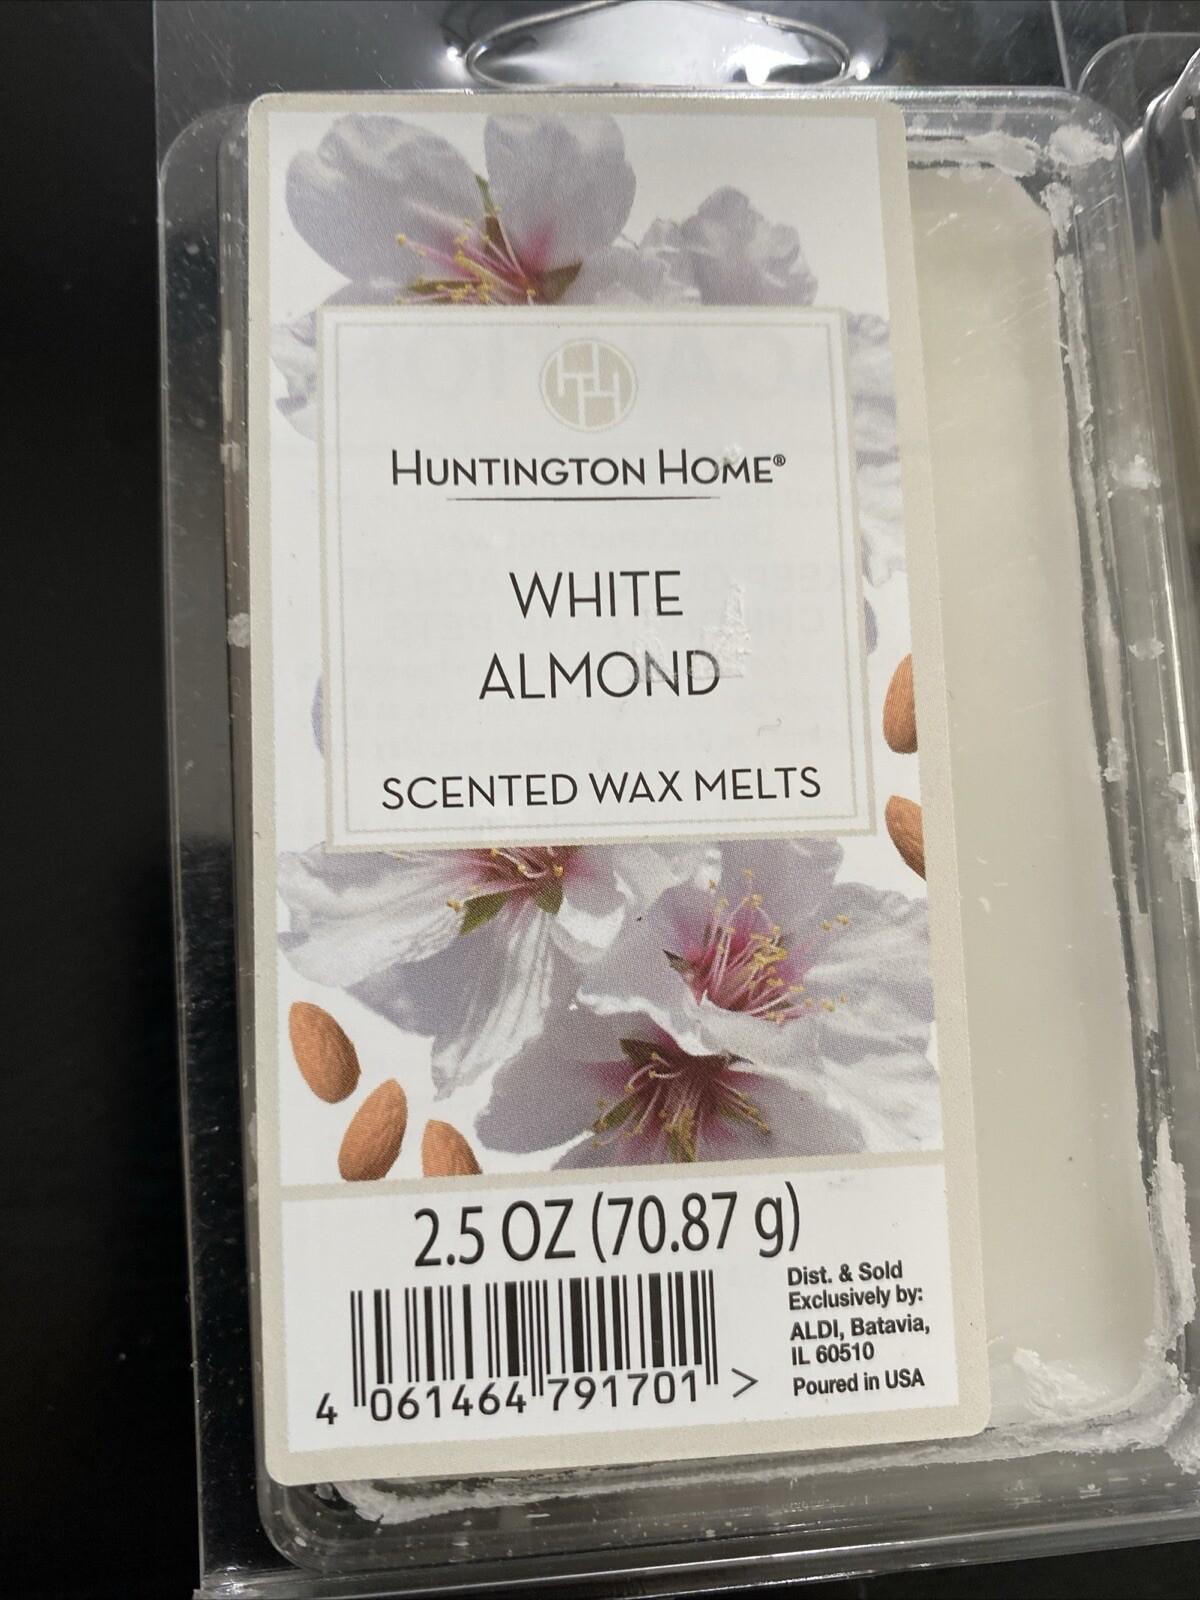 HUNTINGTON HOME®
WHITE
ALMOND
SCENTED WAX MELTS
2.5 OZ (70.87 g)
Dist. & Sold
Exclusively by:
ALDI, Batavia,
IL 60510
Poured in USA
4 061464 791701 >